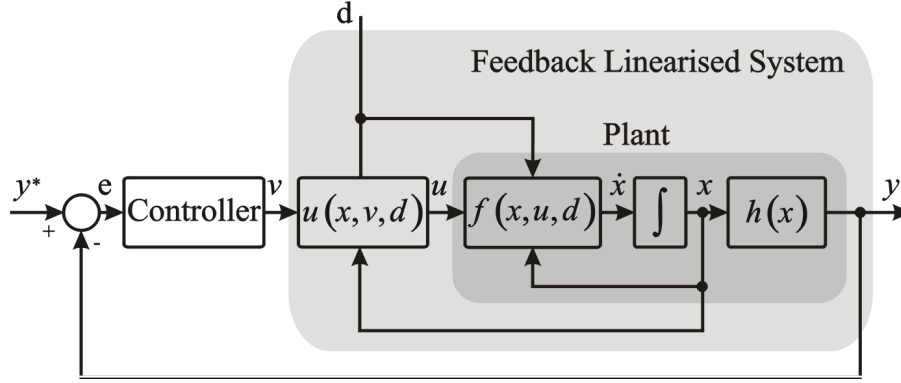 d
Feedback Linearised System
Plant
y* e v u ẋ x y
+ -
Controller
u(x,v,d)
f(x,u,d)
∫
h(x)